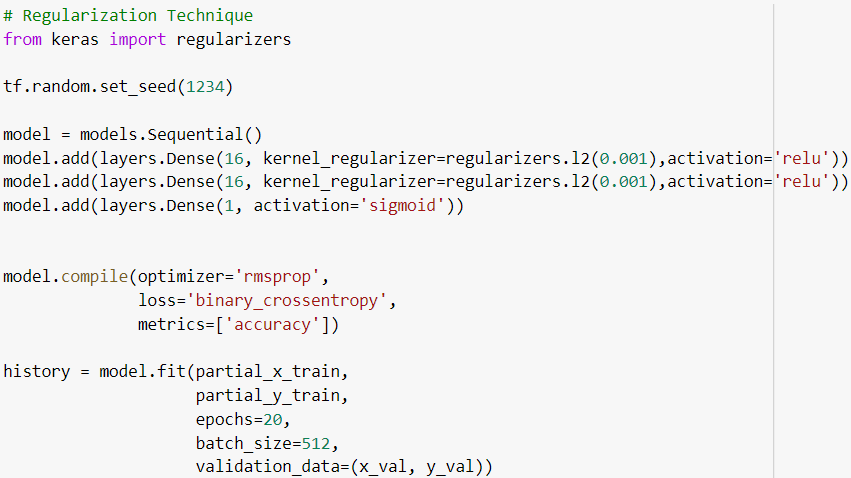 # Regularization Technique
from keras import regularizers
tf.random.set_seed(1234)
model = models.Sequential()
model.add(layers.Dense(16, kernel_regularizer=regularizers.l2(0.001),activation='relu'))
model.add(layers.Dense(16, kernel_regularizer=regularizers.l2(0.001),activation='relu'))
model.add(layers.Dense(1, activation='sigmoid'))
model.compile(optimizer='rmsprop',
              loss='binary_crossentropy',
              metrics=['accuracy'])
history = model.fit(partial_x_train,
                    partial_y_train,
                    epochs=20,
                    batch_size=512,
                    validation_data=(x_val, y_val))